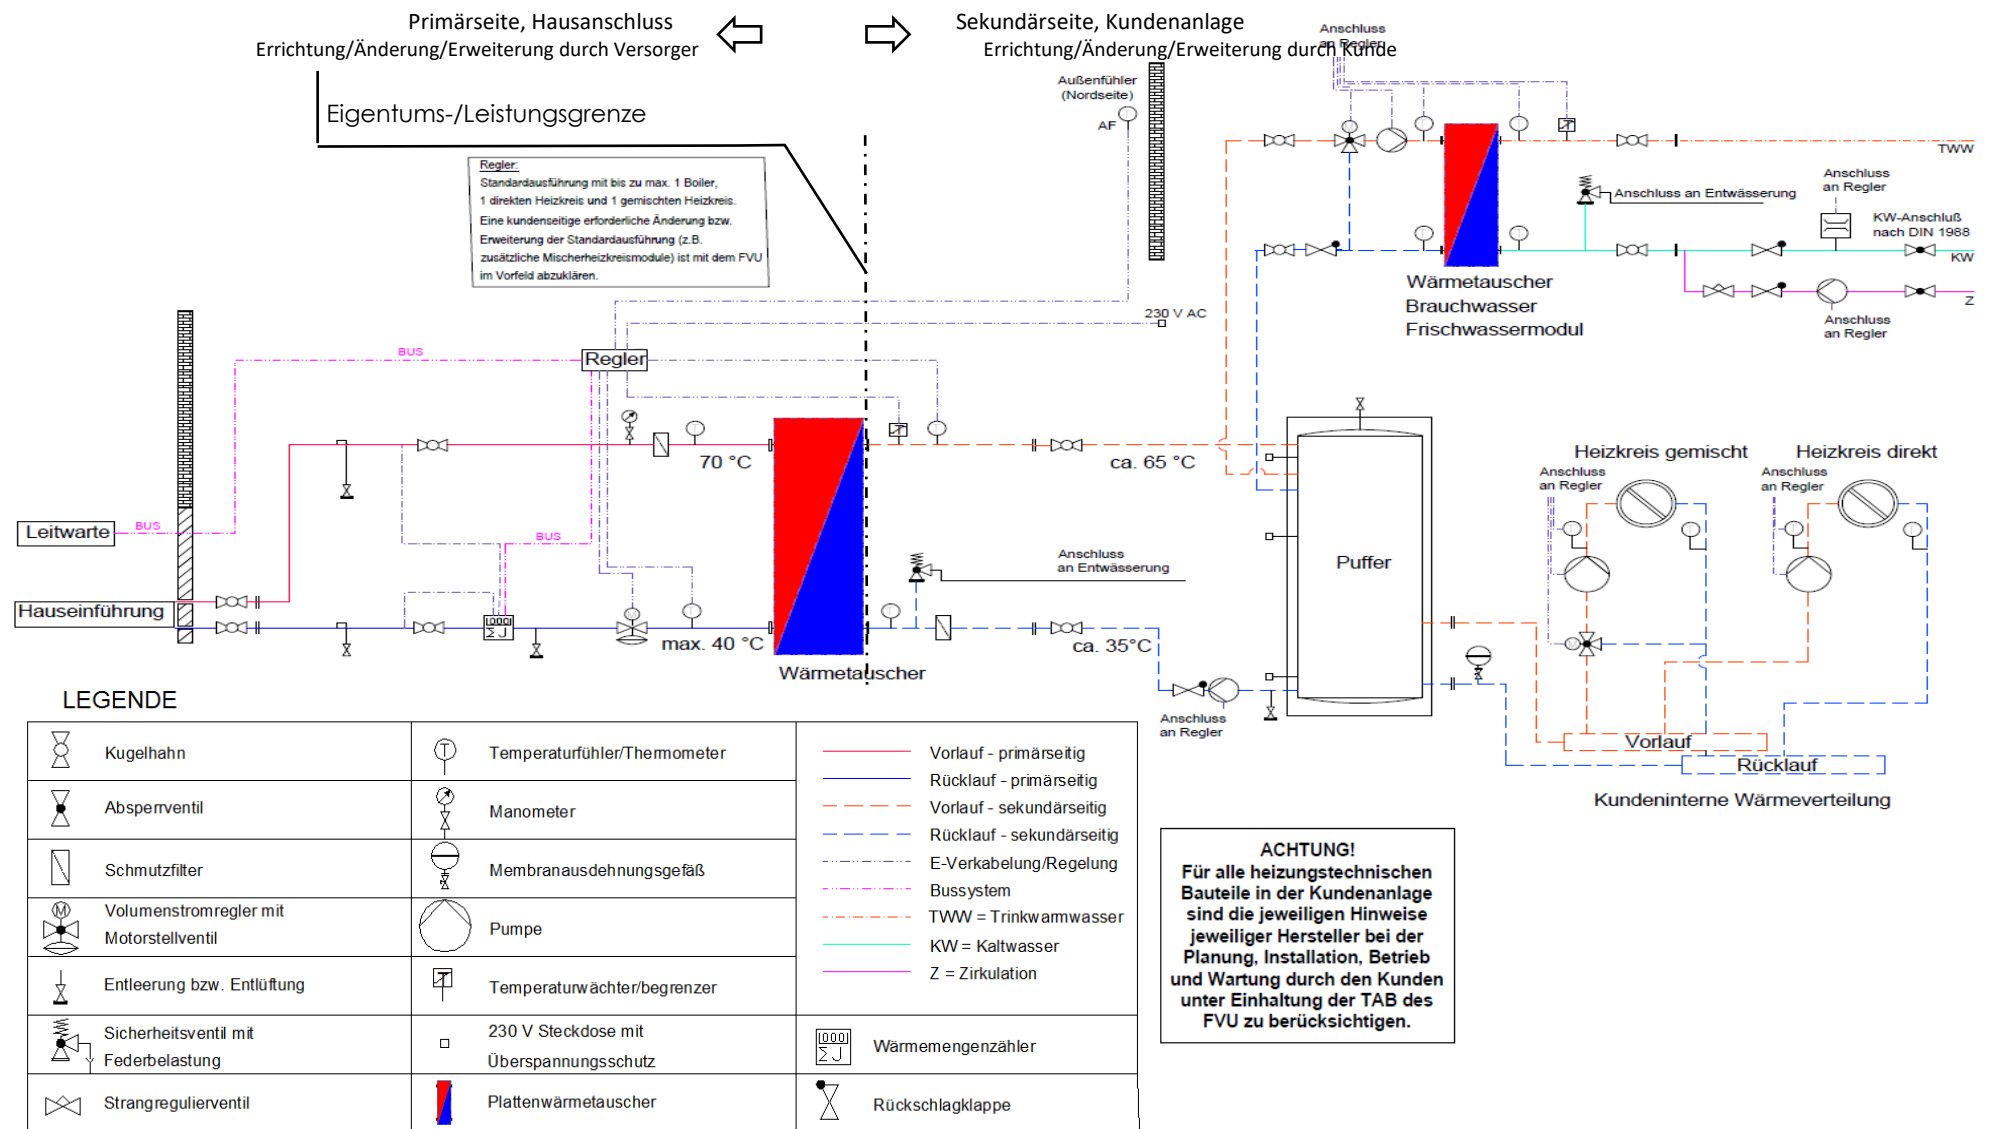 Primärseite, Hausanschluss
Errichtung/Änderung/Erweiterung durch Versorger
Sekundärseite, Kundenanlage
Errichtung/Änderung/Erweiterung durch Kunde
Anschluss
an Regler
Eigentums-/Leistungsgrenze
Außenfühler
(Nordseite)
AF
Regler:
Standardausführung mit bis zu max. 1 Boiler,
1 direkten Heizkreis und 1 gemischten Heizkreis.
Eine kundenseitige erforderliche Änderung bzw.
Erweiterung der Standardausführung (z.B.
zusätzliche Mischerheizkreismodule) ist mit dem FVU
im Vorfeld abzuklären.
M
T
T
TWW
Anschluss an Entwässerung
Anschluss
an Regler
KW-Anschluß
nach DIN 1988
KW
T
T
Z
Anschluss
an Regler
Wärmetauscher
Brauchwasser
Frischwassermodul
230 V AC
BUS
Regler
70 °C
ca. 65 °C
Leitwarte
BUS
BUS
Hauseinführung
0001
ΣJ
M
max. 40 °C
Wärmetauscher
Anschluss
an Entwässerung
ca. 35°C
Anschluss
an Regler
Puffer
Heizkreis gemischt
Anschluss
an Regler
Heizkreis direkt
Anschluss
an Regler
M
Vorlauf
Rücklauf
Kundeninterne Wärmeverteilung
LEGENDE
Kugelhahn
Absperrventil
Schmutzfilter
M
Volumenstromregler mit
Motorstellventil
Entleerung bzw. Entlüftung
Sicherheitsventil mit
Federbelastung
Strangregulierventil
T
Temperaturfühler/Thermometer
Manometer
Membranausdehnungsgefäß
Pumpe
Temperaturwächter/begrenzer
230 V Steckdose mit
Überspannungsschutz
Plattenwärmetauscher
Vorlauf - primärseitig
Rücklauf - primärseitig
Vorlauf - sekundärseitig
Rücklauf - sekundärseitig
E-Verkabelung/Regelung
Bussystem
TWW = Trinkwarmwasser
KW = Kaltwasser
Z = Zirkulation
0001
ΣJ
Wärmemengenzähler
Rückschlagklappe
ACHTUNG!
Für alle heizungstechnischen
Bauteile in der Kundenanlage
sind die jeweiligen Hinweise
jeweiliger Hersteller bei der
Planung, Installation, Betrieb
und Wartung durch den Kunden
unter Einhaltung der TAB des
FVU zu berücksichtigen.